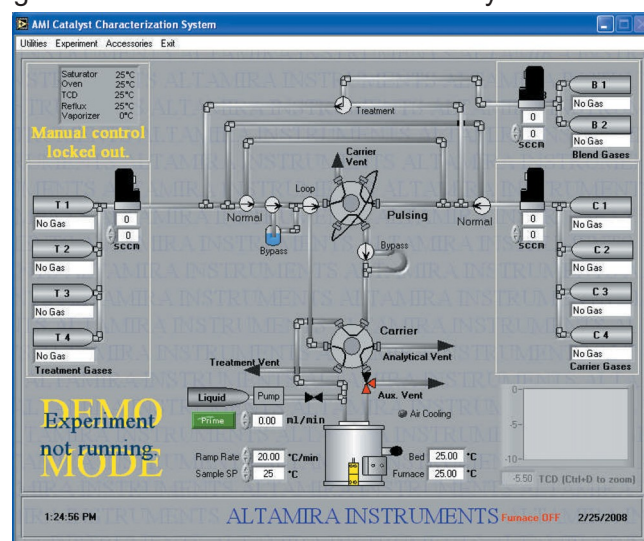 AMI Catalyst Characterization System
Utilities Experiment Accessories Exit
Saturator 25°C
Oven 25°C
TCD 25°C
Reflux 25°C
Vaporizer 0°C
Manual control
locked out.
Treatment
B 1
No Gas
B 2
No Gas
0
0
sccm
Blend Gases
Carrier
Vent
Loop
Normal
Bypass
Pulsing
Normal
Bypass
T 1
No Gas
T 2
No Gas
T 3
No Gas
T 4
No Gas
Treatment Gases
0
0
sccm
C 1
No Gas
C 2
No Gas
C 3
No Gas
C 4
No Gas
Carrier Gases
0
0
sccm
Carrier
Analytical Vent
Treatment Vent
Aux. Vent
Liquid
Pump
Prime
0.00 ml/min
Air Cooling
DEMO
MODE
Experiment
not running.
Ramp Rate 20.00 °C/min
Sample SP 25 °C
Bed 25.00 °C
Furnace 25.00 °C
0-
-5-
-10-
-5.50 TCD (Ctrl+D to zoom)
1:24:56 PM
ALTAMIRA INSTRUMENTS
Furnace OFF
2/25/2008